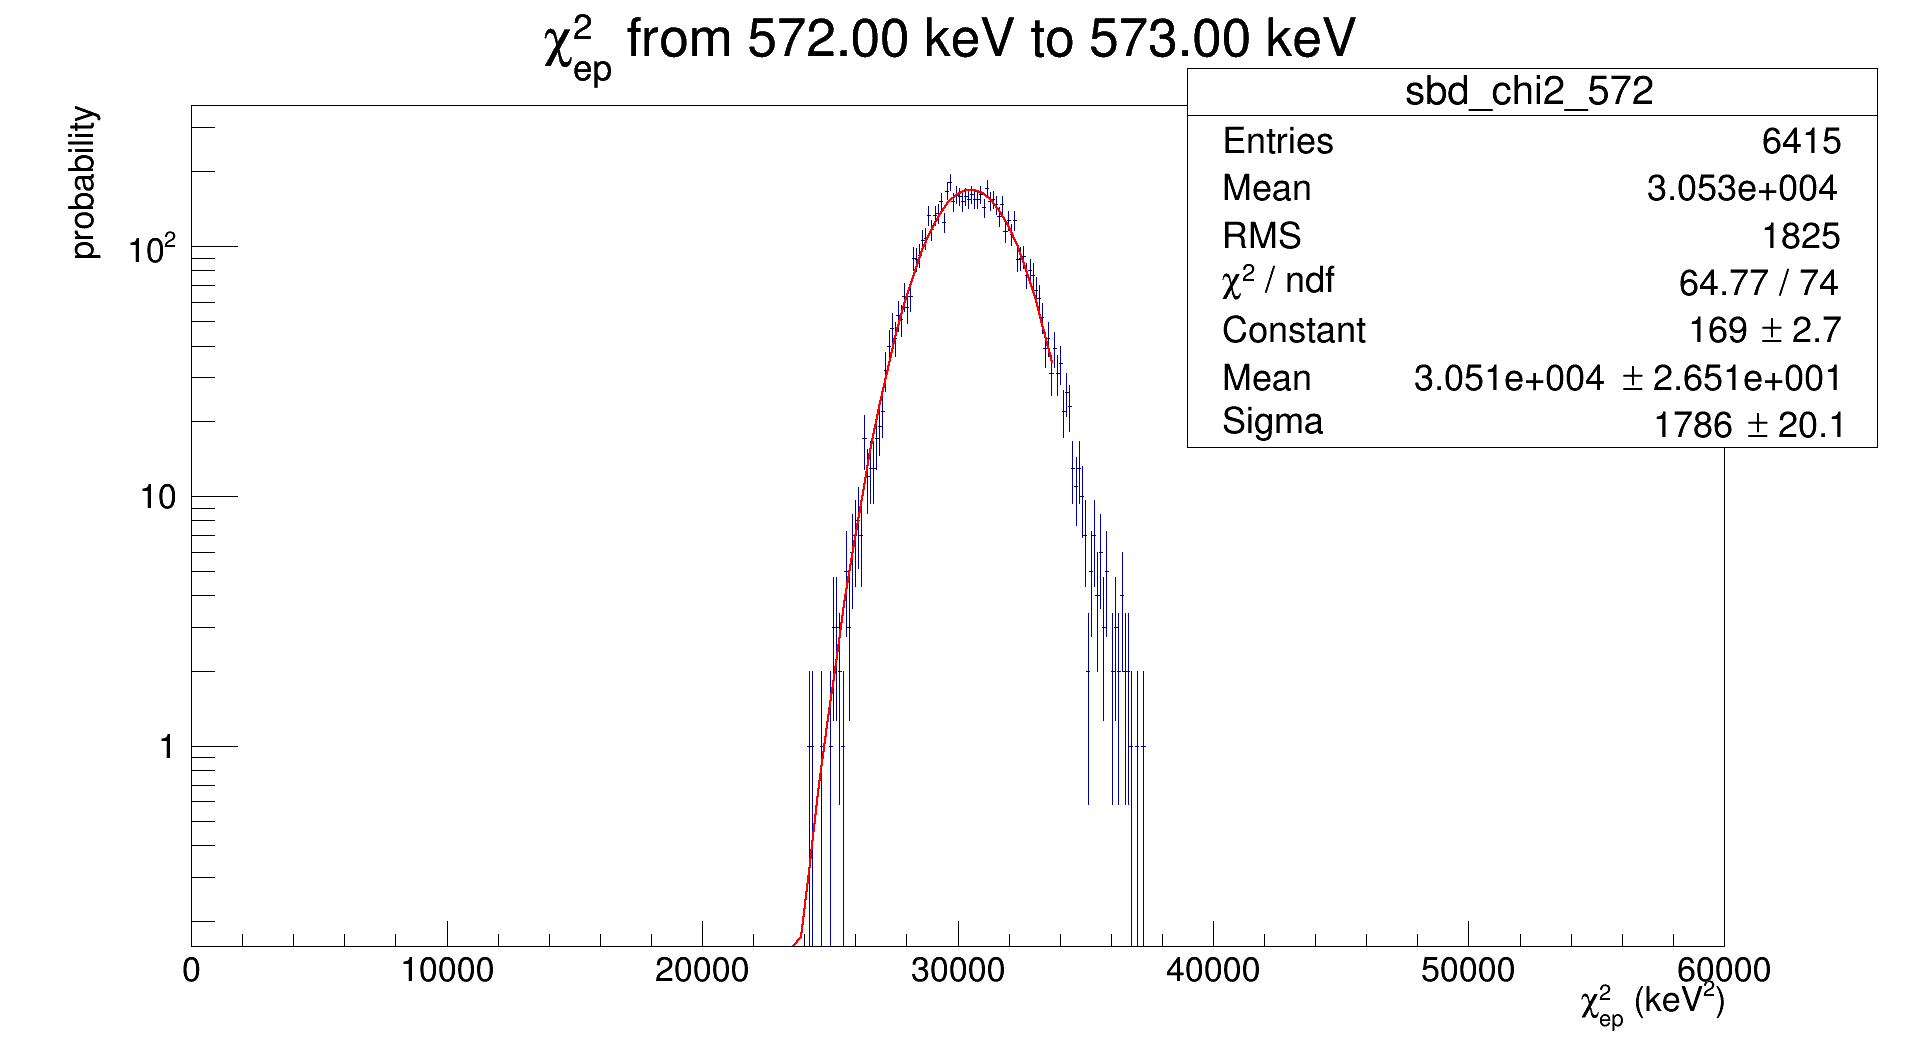 χ²ep from 572.00 keV to 573.00 keV
sbd_chi2_572
Entries 6415
Mean 3.053e+004
RMS 1825
χ² / ndf 64.77 / 74
Constant 169 ± 2.7
Mean 3.051e+004 ± 2.651e+001
Sigma 1786 ± 20.1
probability
10²
10
1
0 10000 20000 30000 40000 50000 60000
χ²ep (keV²)